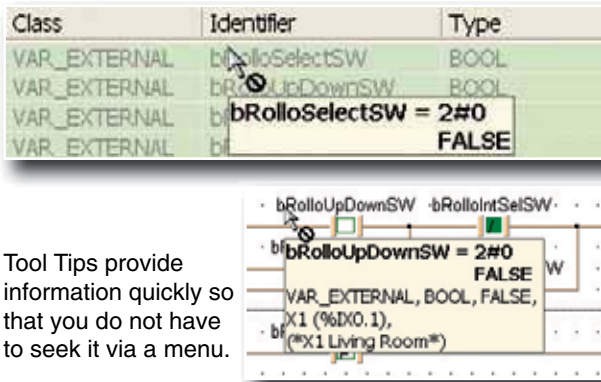 Class Identifier Type
VAR_EXTERNAL bRolloSelectSW BOOL
VAR_EXTERNAL bRolloUpDownSW BOOL
VAR_EXTERNAL
bRolloSelectSW = 2#0
VAR_EXTERNAL
FALSE
bRolloUpDownSW bRolloIntSelSW
bRolloUpDownSW = 2#0
FALSE
W
VAR_EXTERNAL, BOOL, FALSE,
X1 (%IX0.1),
(*X1 Living Room*)
Tool Tips provide
information quickly so
that you do not have
to seek it via a menu.